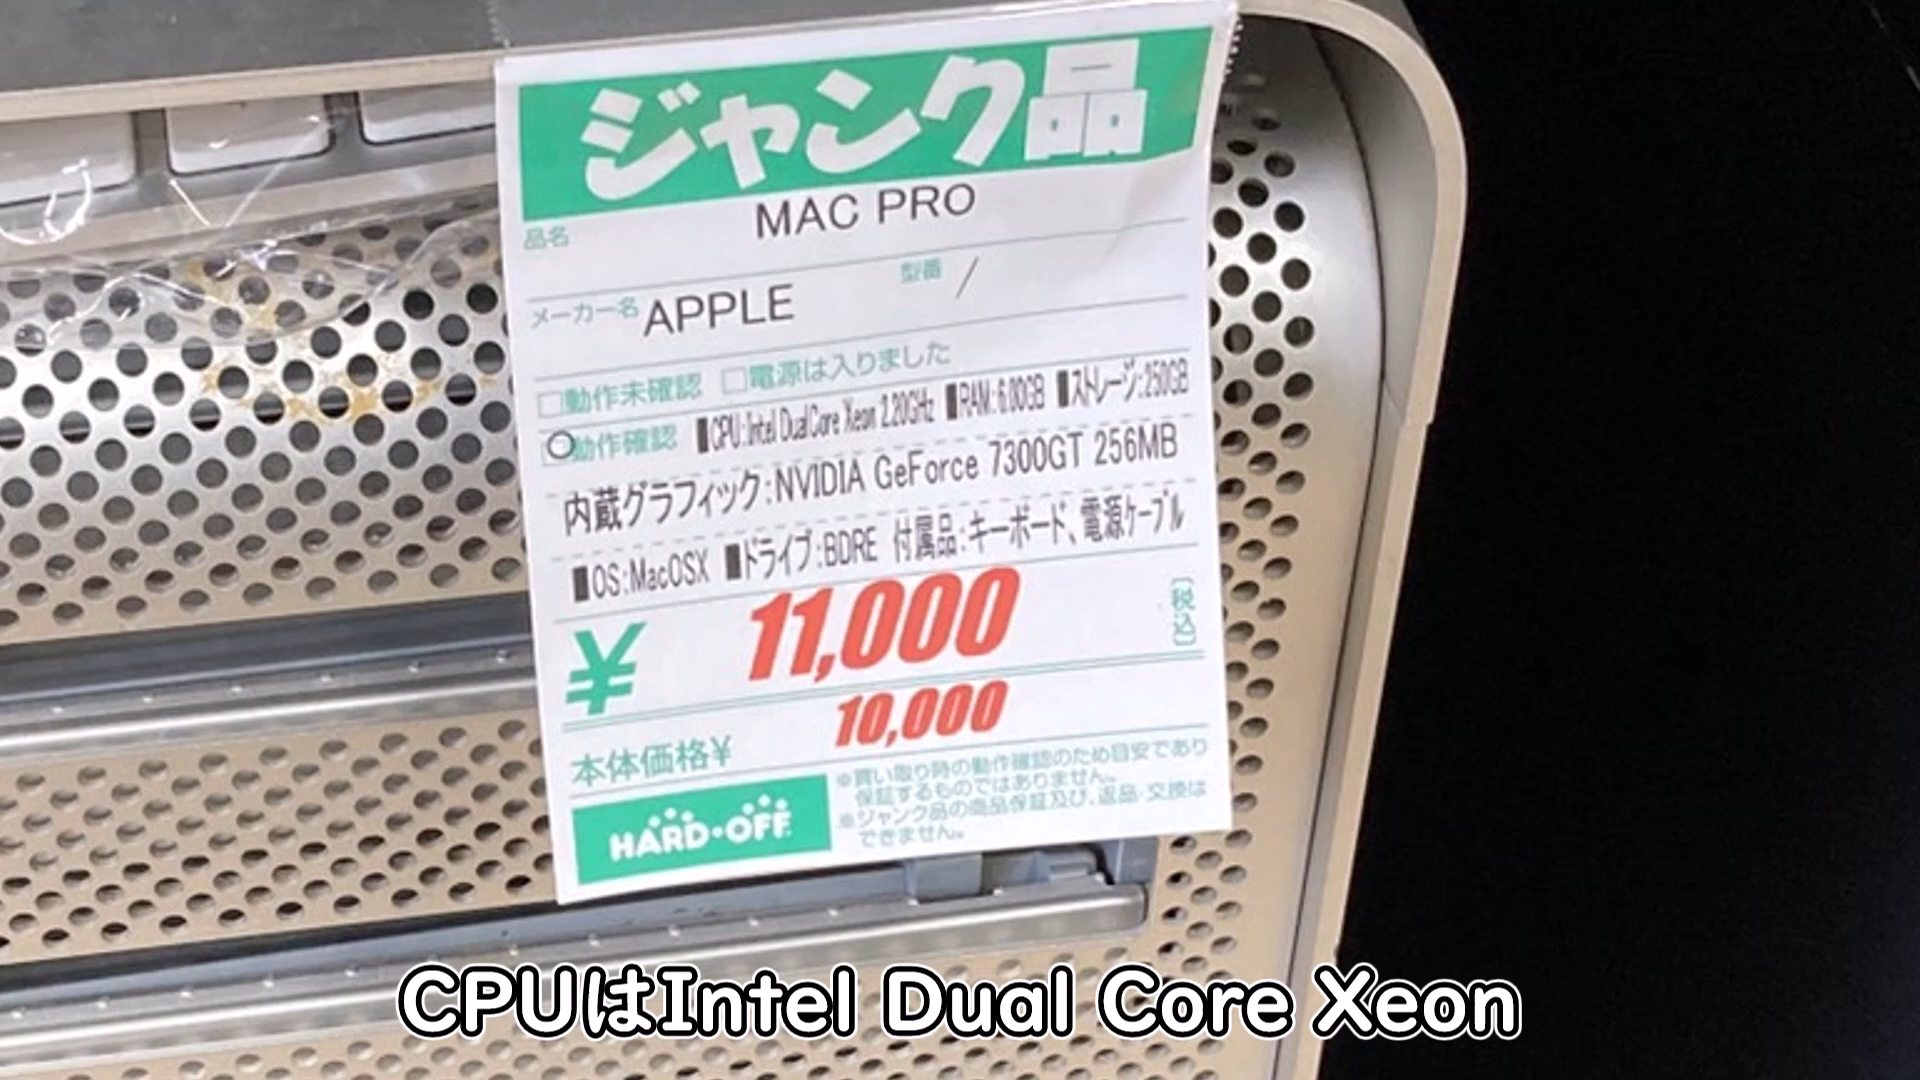 ジャンク品
品名 MAC PRO
メーカー名 APPLE 型番 /
□動作未確認 □電源は入りました
□動作確認 ■CPU:Intel DualCore Xeon 2.20GHz ■RAM:6.00GB ■ストレージ:250GB
内蔵グラフィック:NVIDIA GeForce 7300GT 256MB
■OS:MacOSX ■ドライブ:BDRE 付属品:キーボード、電源ケーブル
¥ 11,000 〔税込〕
本体価格¥ 10,000
HARD・OFF
※買い取り時の動作確認のため目安であり
保証するものではありません。
※ジャンク品の商品保証及び、返品・交換は
できません。
CPUはIntel Dual Core Xeon